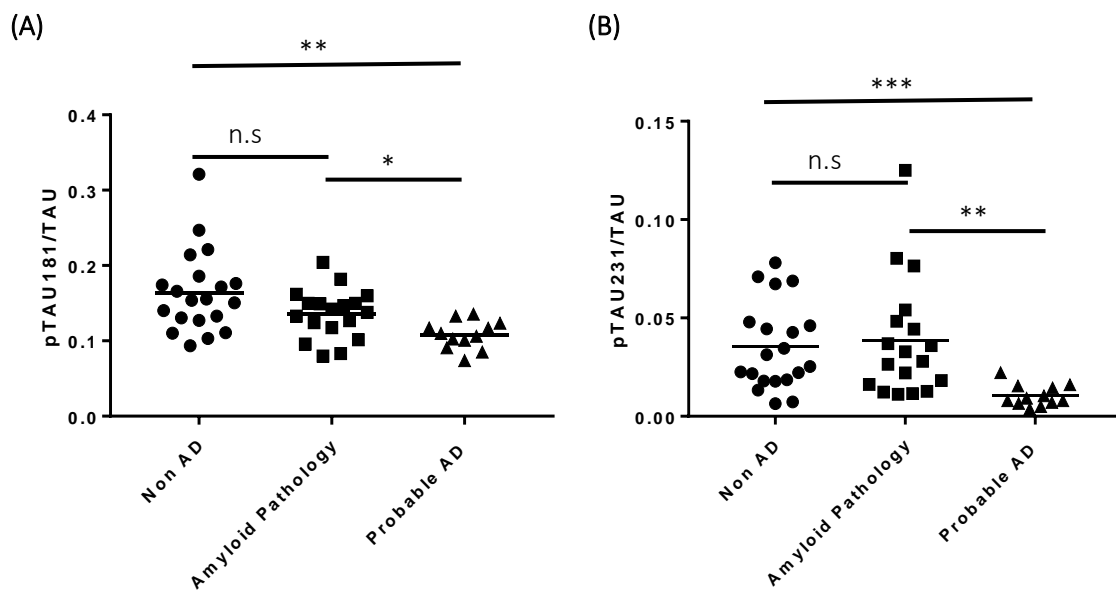 (A)
**
n.s
*
pTAU181/TAU
0.4
0.3
0.2
0.1
0.0
Non AD
Amyloid Pathology
Probable AD
(B)
***
n.s
**
pTAU231/TAU
0.15
0.10
0.05
0.00
Non AD
Amyloid Pathology
Probable AD